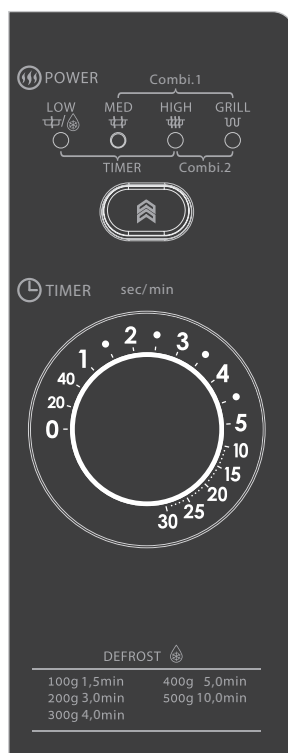 POWER
Combi.1
LOW MED HIGH GRILL
/
TIMER Combi.2
TIMER sec/min
0 20 40 1 2 3 4 5 10 15 20 25 30
DEFROST
100g 1,5min 400g 5,0min
200g 3,0min 500g 10,0min
300g 4,0min